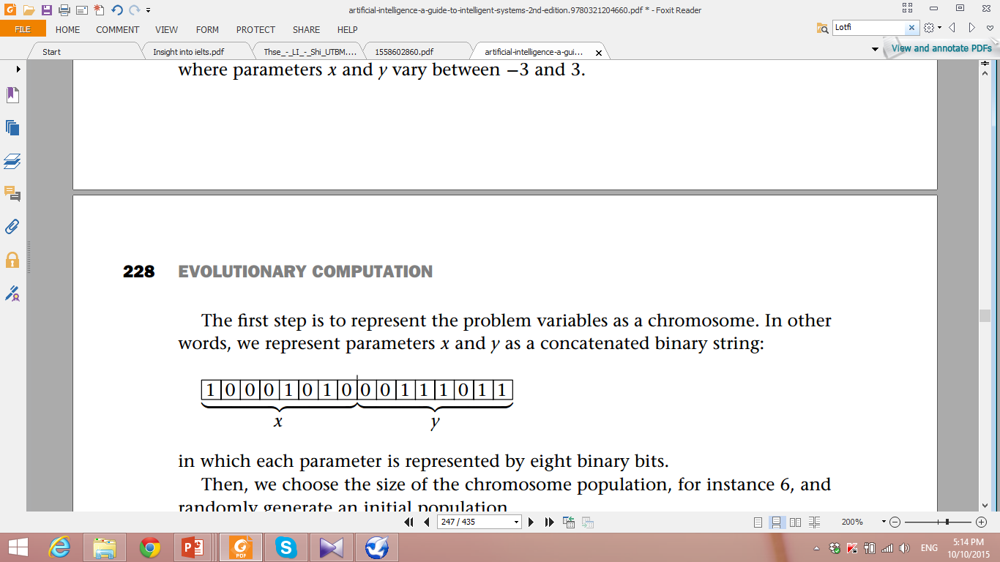 artificial-intelligence-a-guide-to-intelligent-systems-2nd-edition.9780321204660.pdf * - Foxit Reader
FILE HOME COMMENT VIEW FORM PROTECT SHARE HELP
Lotfi
Start Insight into ielts.pdf Thse_-_LI_-_Shi_UTBM.... 1558602860.pdf artificial-intelligence-a-gui...
View and annotate PDFs
where parameters x and y vary between −3 and 3.
228 EVOLUTIONARY COMPUTATION
The first step is to represent the problem variables as a chromosome. In other
words, we represent parameters x and y as a concatenated binary string:
1 0 0 0 1 0 1 0 0 0 1 1 1 0 1 1
x y
in which each parameter is represented by eight binary bits.
Then, we choose the size of the chromosome population, for instance 6, and
randomly generate an initial population.
247 / 435
200%
ENG
5:14 PM
10/10/2015